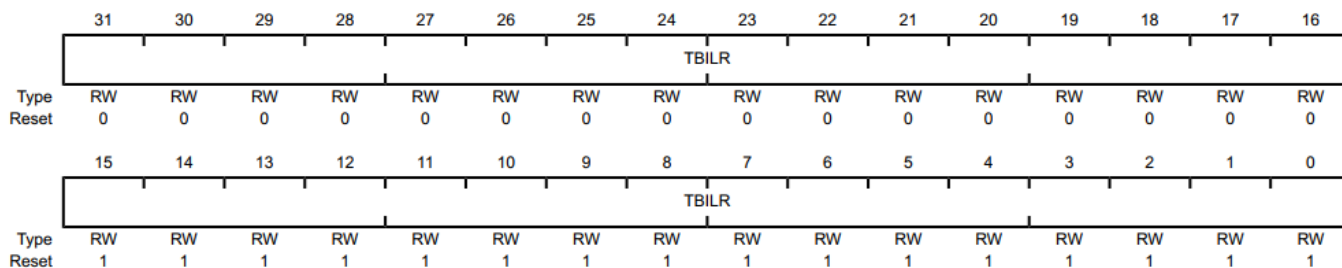 31 30 29 28 27 26 25 24 23 22 21 20 19 18 17 16
TBILR
Type RW RW RW RW RW RW RW RW RW RW RW RW RW RW RW RW
Reset 0 0 0 0 0 0 0 0 0 0 0 0 0 0 0 0
15 14 13 12 11 10 9 8 7 6 5 4 3 2 1 0
TBILR
Type RW RW RW RW RW RW RW RW RW RW RW RW RW RW RW RW
Reset 1 1 1 1 1 1 1 1 1 1 1 1 1 1 1 1